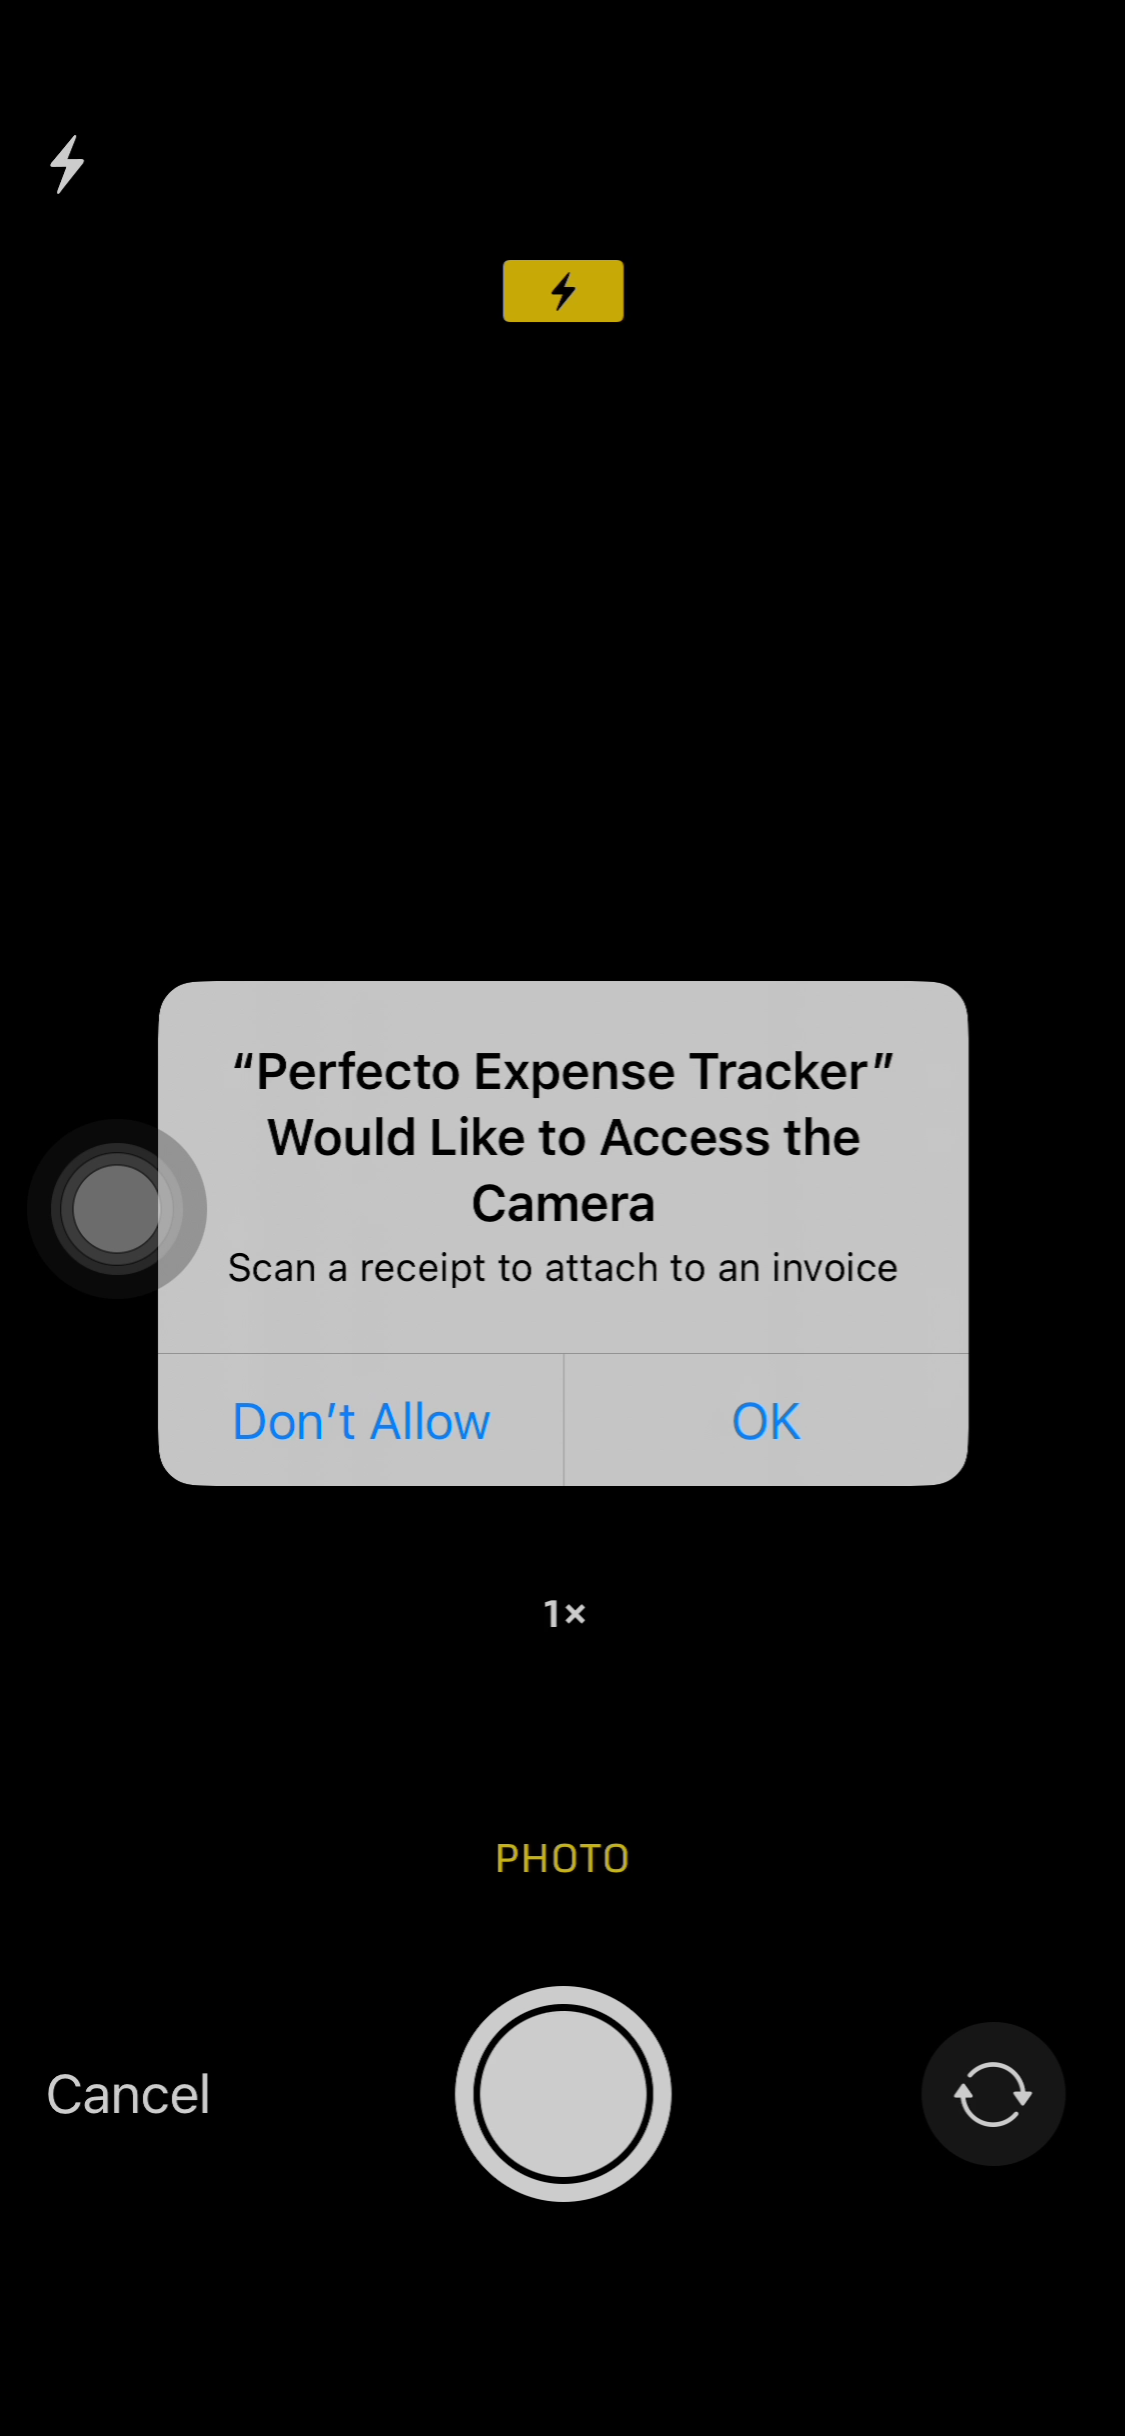 “Perfecto Expense Tracker”
Would Like to Access the
Camera
Scan a receipt to attach to an invoice
Don’t Allow
OK
1×
PHOTO
Cancel